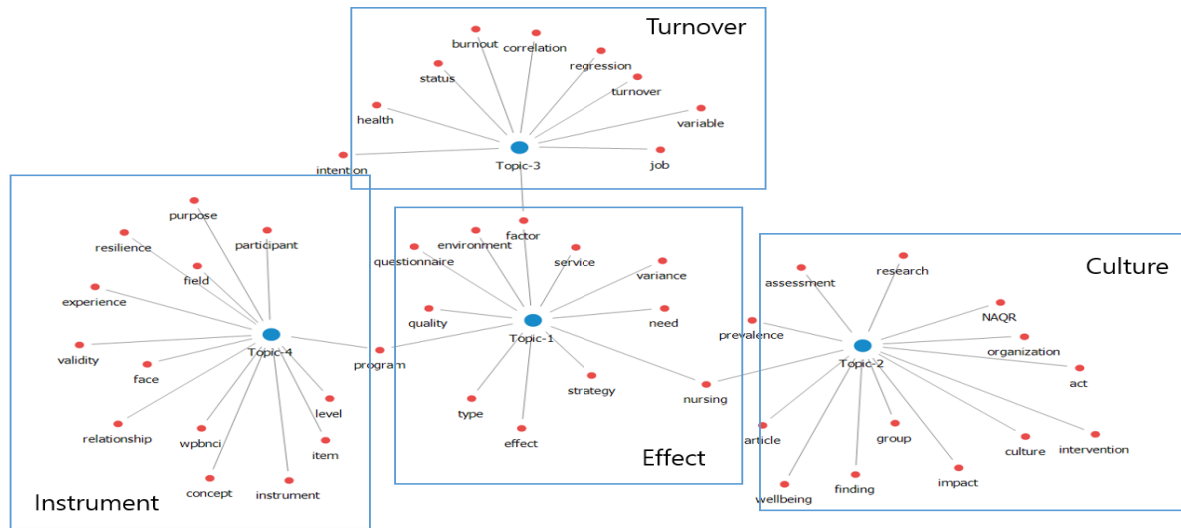 Turnover
burnout
correlation
regression
status
turnover
health
variable
Topic-3
intention
job
purpose
resilience
participant
field
experience
Topic-4
validity
face
program
level
relationship
wpbnci
item
concept
instrument
Instrument
factor
environment
questionnaire
service
variance
quality
need
Topic-1
strategy
nursing
type
effect
Effect
Culture
research
assessment
NAQR
prevalence
organization
Topic-2
act
article
group
culture
intervention
wellbeing
finding
impact